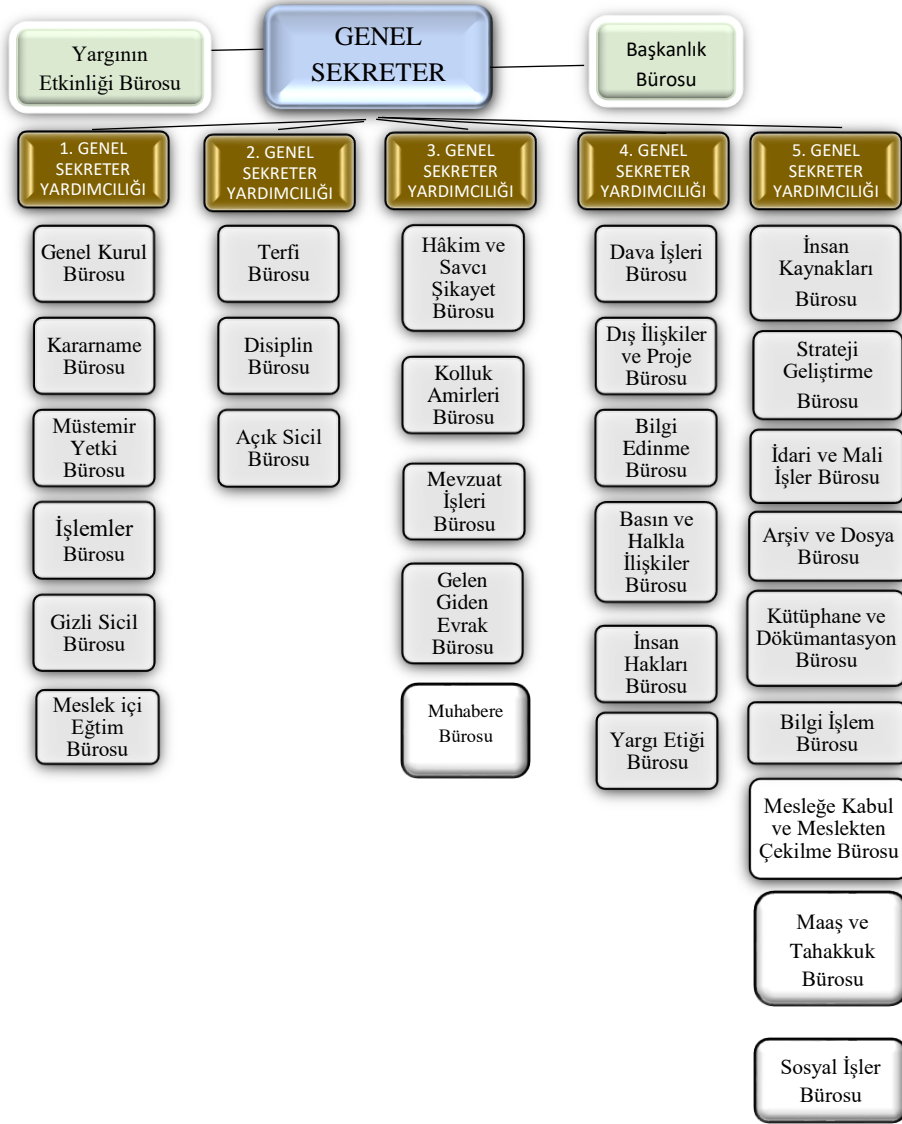 Yargının
Etkinliği Bürosu
GENEL
SEKRETER
Başkanlık
Bürosu
1. GENEL
SEKRETER
YARDIMCILIĞI
Genel Kurul
Bürosu
Kararname
Bürosu
Müstemir
Yetki
Bürosu
İşlemler
Bürosu
Gizli Sicil
Bürosu
Meslek içi
Eğtim
Bürosu
2. GENEL
SEKRETER
YARDIMCILIĞI
Terfi
Bürosu
Disiplin
Bürosu
Açık Sicil
Bürosu
3. GENEL
SEKRETER
YARDIMCILIĞI
Hâkim ve
Savcı
Şikayet
Bürosu
Kolluk
Amirleri
Bürosu
Mevzuat
İşleri
Bürosu
Gelen
Giden
Evrak
Bürosu
Muhabere
Bürosu
4. GENEL
SEKRETER
YARDIMCILIĞI
Dava İşleri
Bürosu
Dış İlişkiler
ve Proje
Bürosu
Bilgi
Edinme
Bürosu
Basın ve
Halkla
İlişkiler
Bürosu
İnsan
Hakları
Bürosu
Yargı Etiği
Bürosu
5. GENEL
SEKRETER
YARDIMCILIĞI
İnsan
Kaynakları
Bürosu
Strateji
Geliştirme
Bürosu
İdari ve Mali
İşler Bürosu
Arşiv ve Dosya
Bürosu
Kütüphane ve
Dökümantasyon
Bürosu
Bilgi İşlem
Bürosu
Mesleğe Kabul
ve Meslekten
Çekilme Bürosu
Maaş ve
Tahakkuk
Bürosu
Sosyal İşler
Bürosu